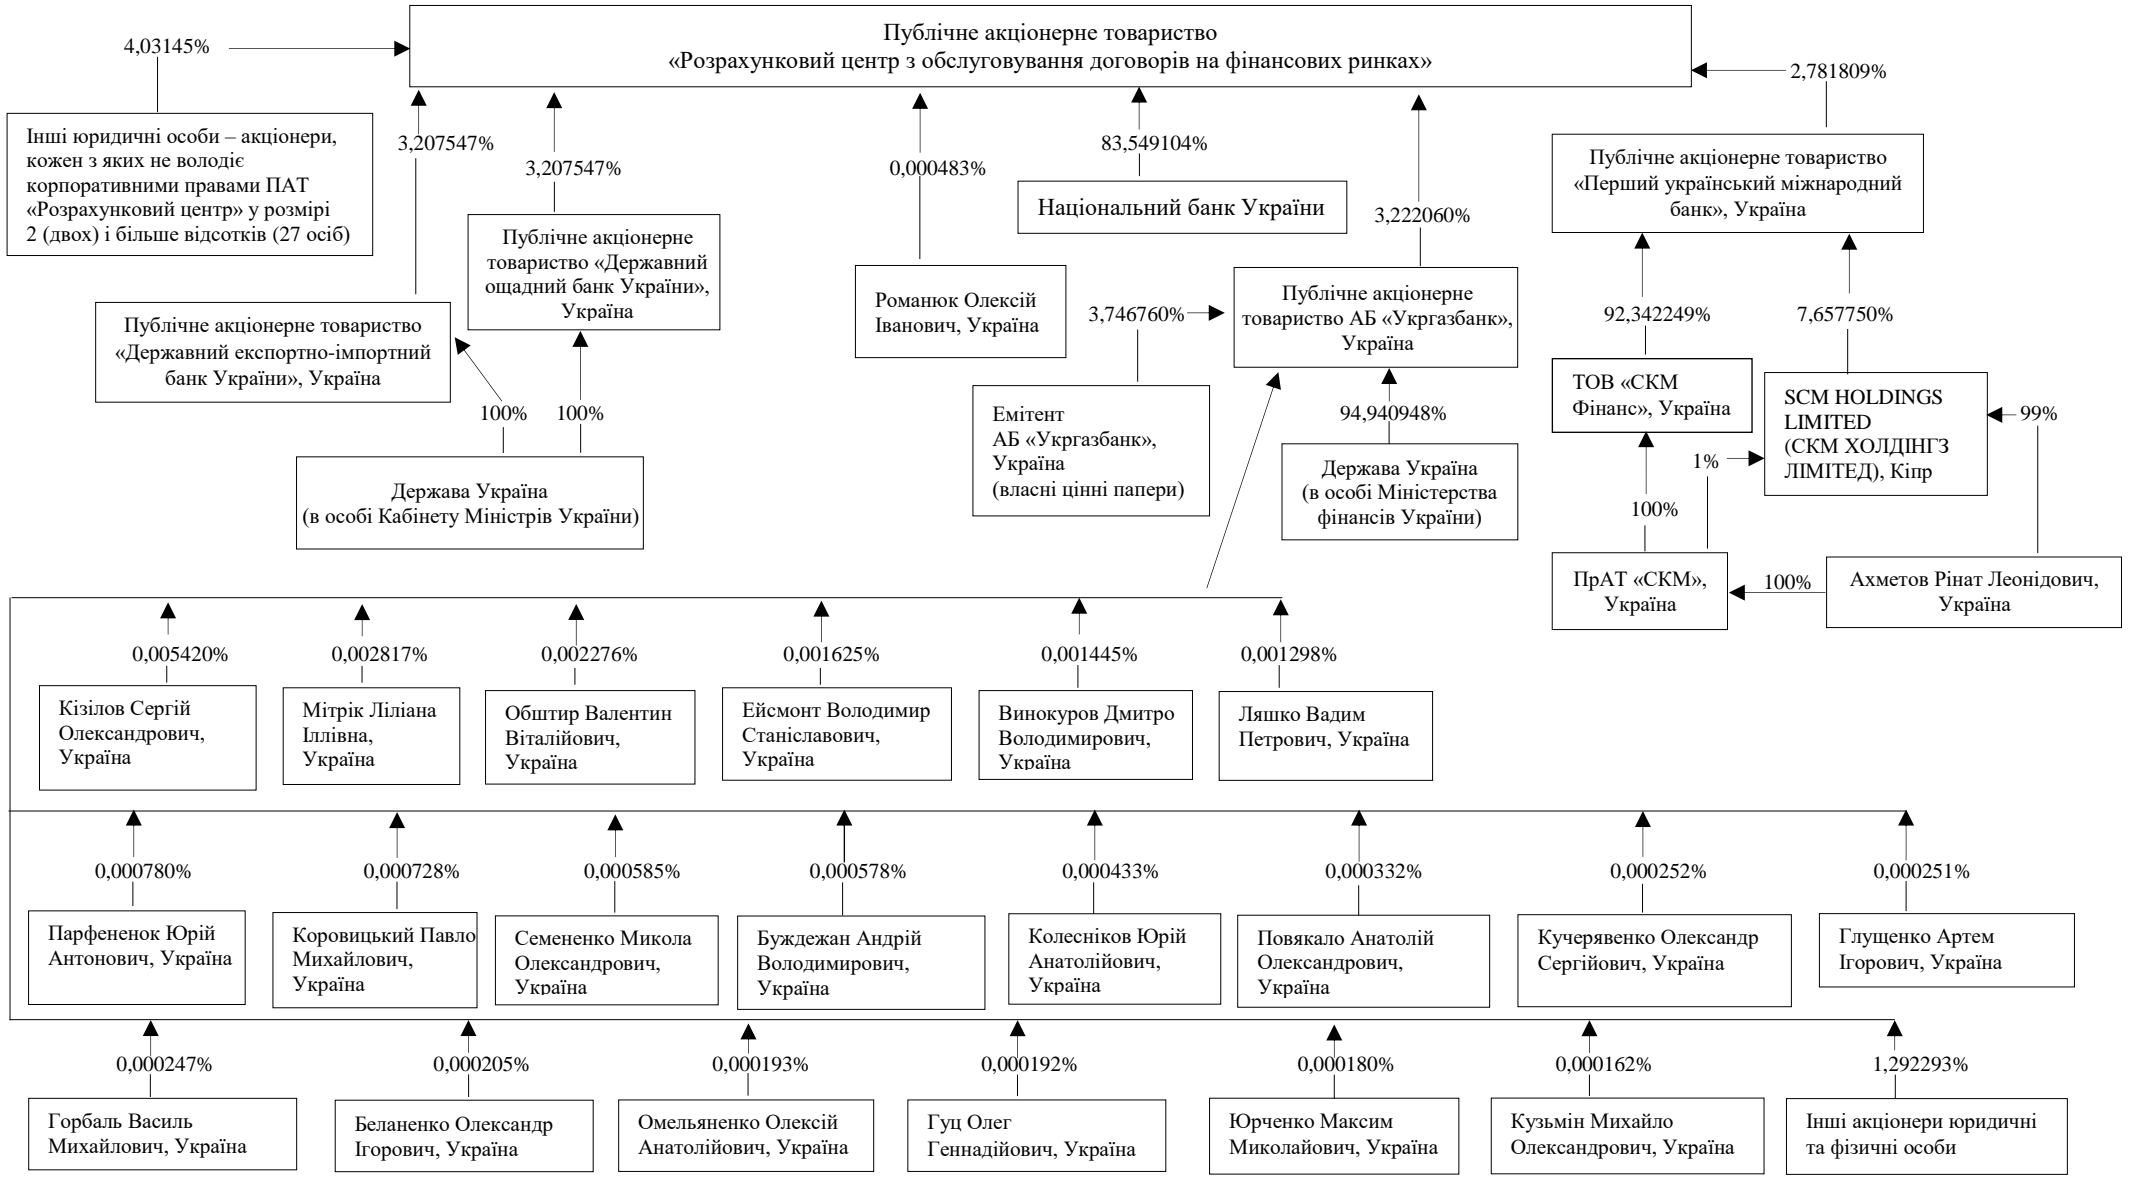 Публічне акціонерне товариство
«Розрахунковий центр з обслуговування договорів на фінансових ринках»
4,03145%
2,781809%
Інші юридичні особи – акціонери,
кожен з яких не володіє
корпоративними правами ПАТ
«Розрахунковий центр» у розмірі
2 (двох) і більше відсотків (27 осіб)
3,207547%
3,207547%
0,000483%
83,549104%
3,222060%
Національний банк України
Публічне акціонерне товариство
«Перший український міжнародний
банк», Україна
Публічне акціонерне
товариство «Державний
ощадний банк України»,
Україна
Публічне акціонерне товариство
«Державний експортно-імпортний
банк України», Україна
Романюк Олексій
Іванович, Україна
3,746760%
Публічне акціонерне
товариство АБ «Укргазбанк»,
Україна
92,342249%
7,657750%
100%
100%
Емітент
АБ «Укргазбанк»,
Україна
(власні цінні папери)
94,940948%
ТОВ «СКМ
Фінанс», Україна
SCM HOLDINGS
LIMITED
(СКМ ХОЛДІНГЗ
ЛІМІТЕД), Кіпр
99%
1%
Держава Україна
(в особі Кабінету Міністрів України)
Держава Україна
(в особі Міністерства
фінансів України)
100%
ПрАТ «СКМ»,
Україна
100%
Ахметов Рінат Леонідович,
Україна
0,005420%
0,002817%
0,002276%
0,001625%
0,001445%
0,001298%
Кізілов Сергій
Олександрович,
Україна
Мітрік Ліліана
Іллівна,
Україна
Обштир Валентин
Віталійович,
Україна
Ейсмонт Володимир
Станіславович,
Україна
Винокуров Дмитро
Володимирович,
Україна
Ляшко Вадим
Петрович, Україна
0,000780%
0,000728%
0,000585%
0,000578%
0,000433%
0,000332%
0,000252%
0,000251%
Парфененок Юрій
Антонович, Україна
Коровицький Павло
Михайлович,
Україна
Семененко Микола
Олександрович,
Україна
Буждежан Андрій
Володимирович,
Україна
Колесніков Юрій
Анатолійович,
Україна
Повякало Анатолій
Олександрович,
Україна
Кучерявенко Олександр
Сергійович, Україна
Глущенко Артем
Ігорович, Україна
0,000247%
0,000205%
0,000193%
0,000192%
0,000180%
0,000162%
1,292293%
Горбаль Василь
Михайлович, Україна
Беланенко Олександр
Ігорович, Україна
Омельяненко Олексій
Анатолійович, Україна
Гуц Олег
Геннадійович, Україна
Юрченко Максим
Миколайович, Україна
Кузьмін Михайло
Олександрович, Україна
Інші акціонери юридичні
та фізичні особи